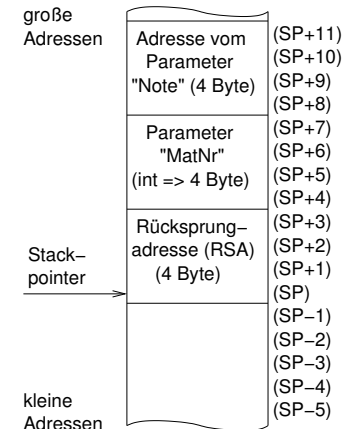 große
Adressen
Adresse vom
Parameter
"Note" (4 Byte)
(SP+11)
(SP+10)
(SP+9)
(SP+8)
Parameter
"MatNr"
(int => 4 Byte)
(SP+7)
(SP+6)
(SP+5)
(SP+4)
Rücksprung–
adresse (RSA)
(4 Byte)
(SP+3)
(SP+2)
(SP+1)
(SP)
Stack–
pointer
(SP–1)
(SP–2)
(SP–3)
(SP–4)
(SP–5)
kleine
Adressen